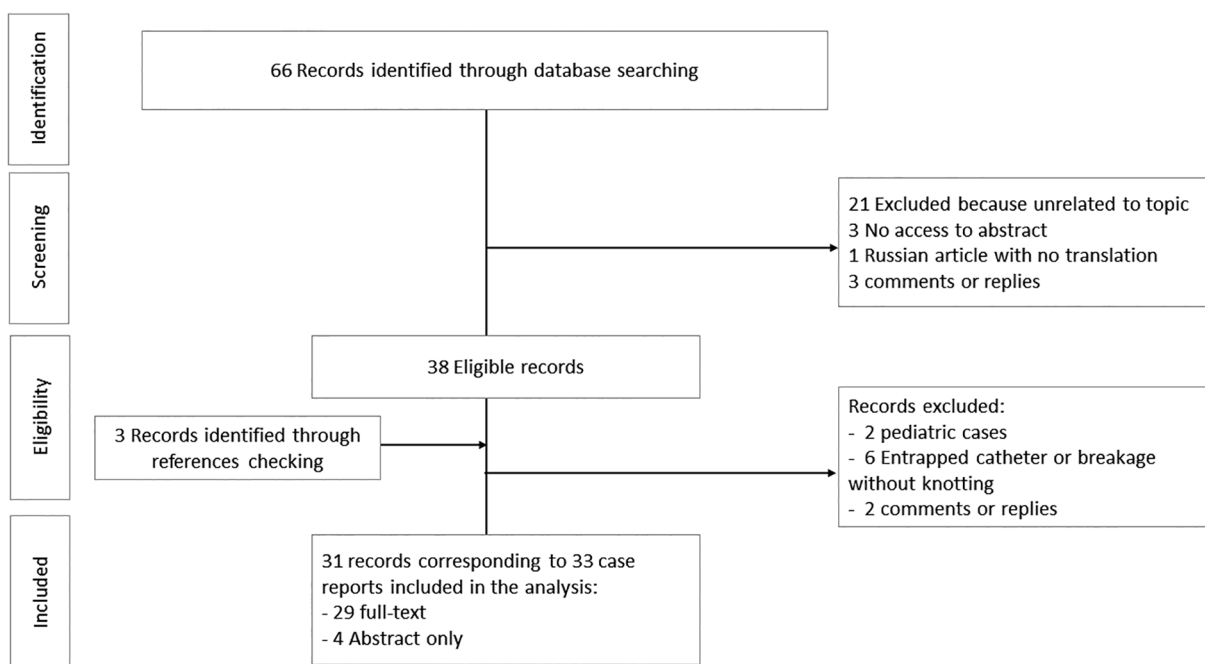 Identification
66 Records identified through database searching
Screening
21 Excluded because unrelated to topic
3 No access to abstract
1 Russian article with no translation
3 comments or replies
Eligibility
38 Eligible records
3 Records identified through
references checking
Records excluded:
- 2 pediatric cases
- 6 Entrapped catheter or breakage
without knotting
- 2 comments or replies
Included
31 records corresponding to 33 case
reports included in the analysis:
- 29 full-text
- 4 Abstract only